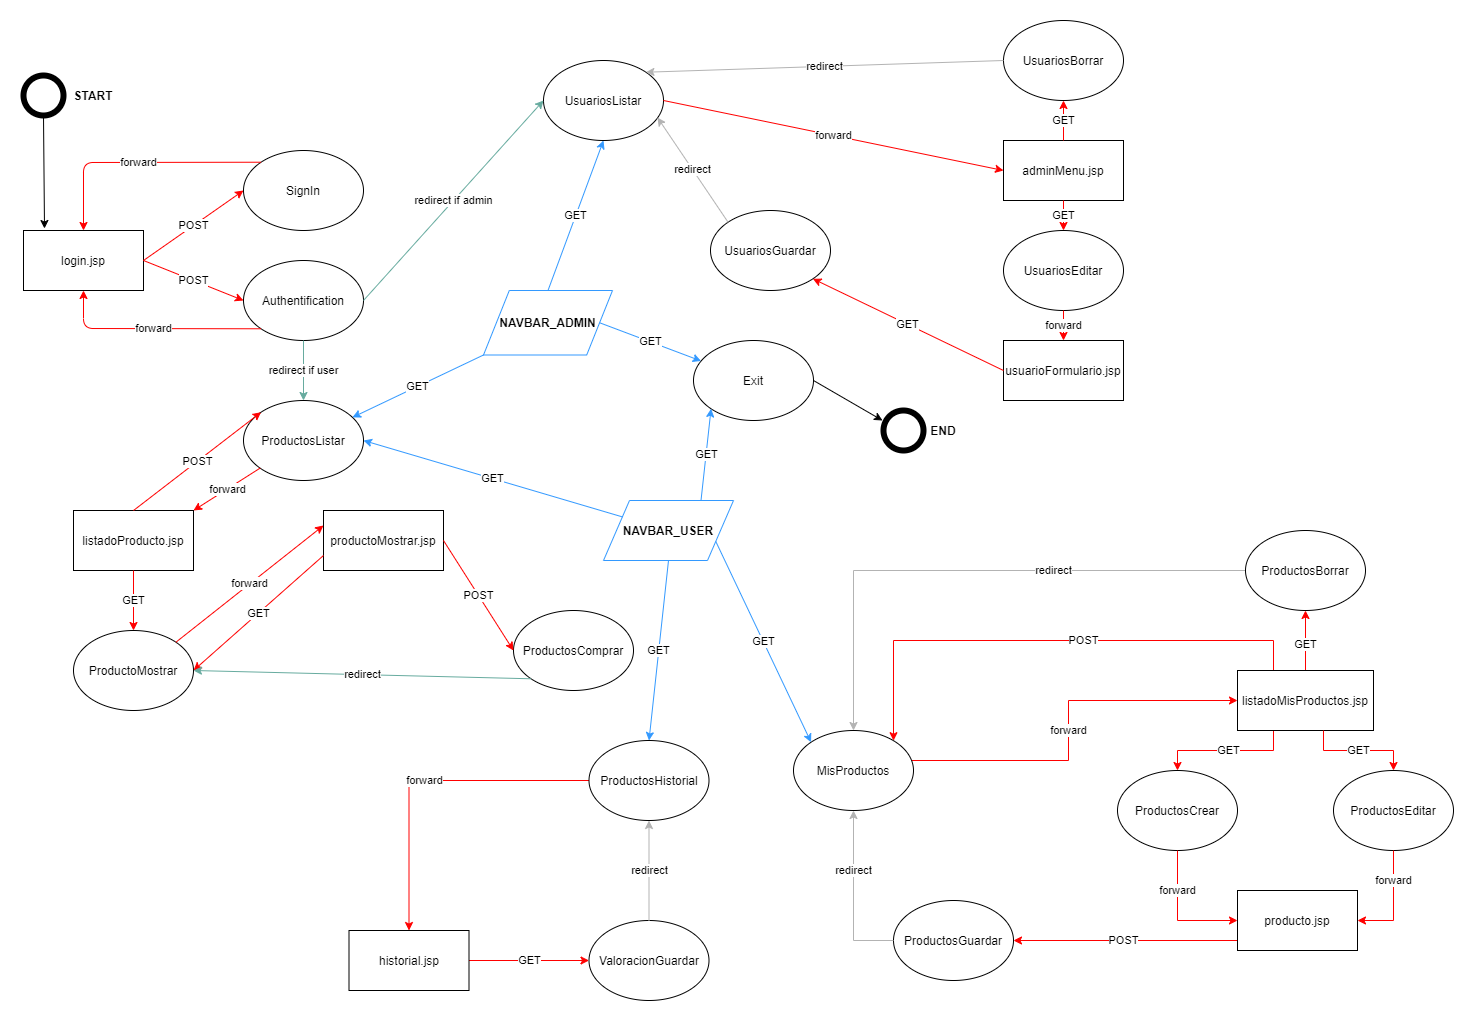 UsuariosBorrar
redirect
START
UsuariosListar
GET
forward
forward
adminMenu.jsp
SignIn
redirect if admin
redirect
GET
GET
POST
UsuariosGuardar
login.jsp
UsuariosEditar
POST
Authentification
NAVBAR_ADMIN
GET
forward
forward
GET
redirect if user
usuarioFormulario.jsp
Exit
GET
ProductosListar
END
POST
GET
GET
forward
NAVBAR_USER
listadoProducto.jsp
productoMostrar.jsp
ProductosBorrar
redirect
forward
GET
GET
POST
POST
GET
GET
GET
ProductoMostrar
ProductosComprar
redirect
listadoMisProductos.jsp
forward
GET
GET
MisProductos
ProductosHistorial
forward
ProductosCrear
ProductosEditar
redirect
redirect
forward
forward
producto.jsp
ProductosGuardar
POST
historial.jsp
GET
ValoracionGuardar